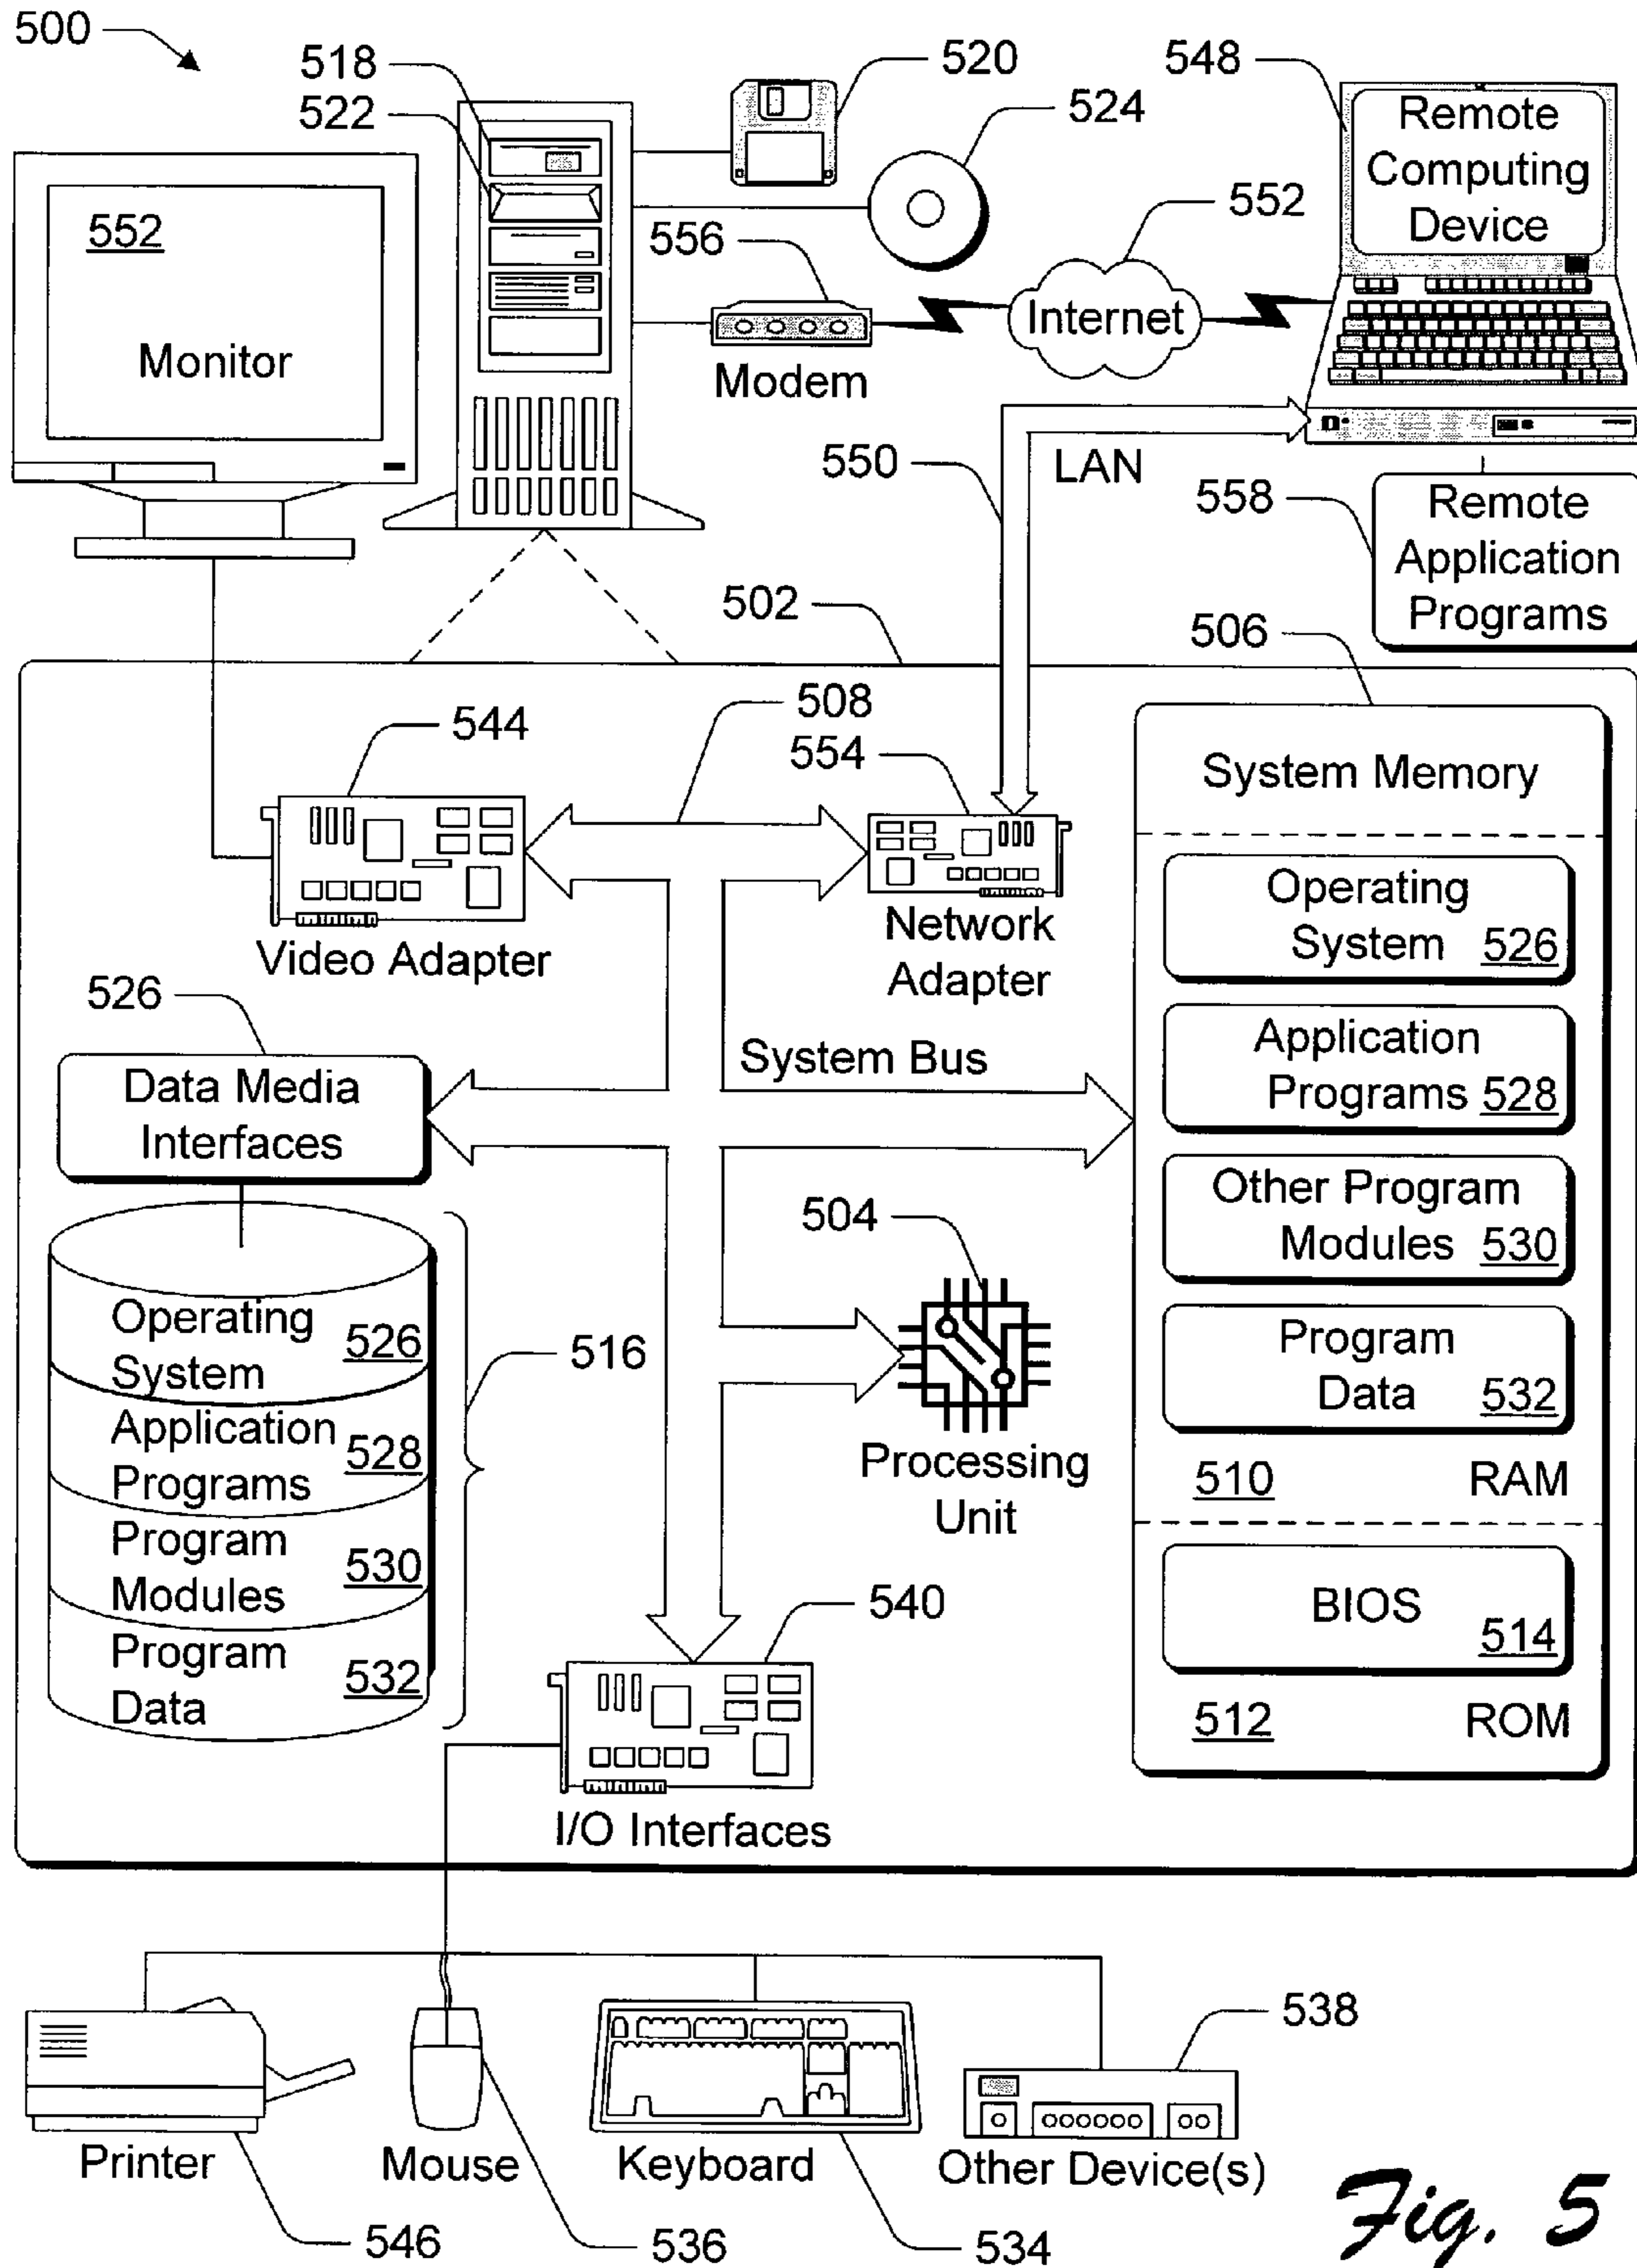 500
518
522
520
524
548
Remote
Computing
Device
552
Monitor
556
Modem
552
Internet
550
LAN
558
Remote
Application
Programs
502
506
544
Video Adapter
508
554
Network
Adapter
System Memory
Operating
System 526
Application
Programs 528
Other Program
Modules 530
Program
Data 532
510 RAM
BIOS
514
512 ROM
526
Data Media
Interfaces
System Bus
Operating
System 526
Application
Programs 528
Program
Modules 530
Program
Data 532
516
504
Processing
Unit
540
I/O Interfaces
Printer
546
Mouse
536
Keyboard
534
538
Other Device(s)
Fig. 5